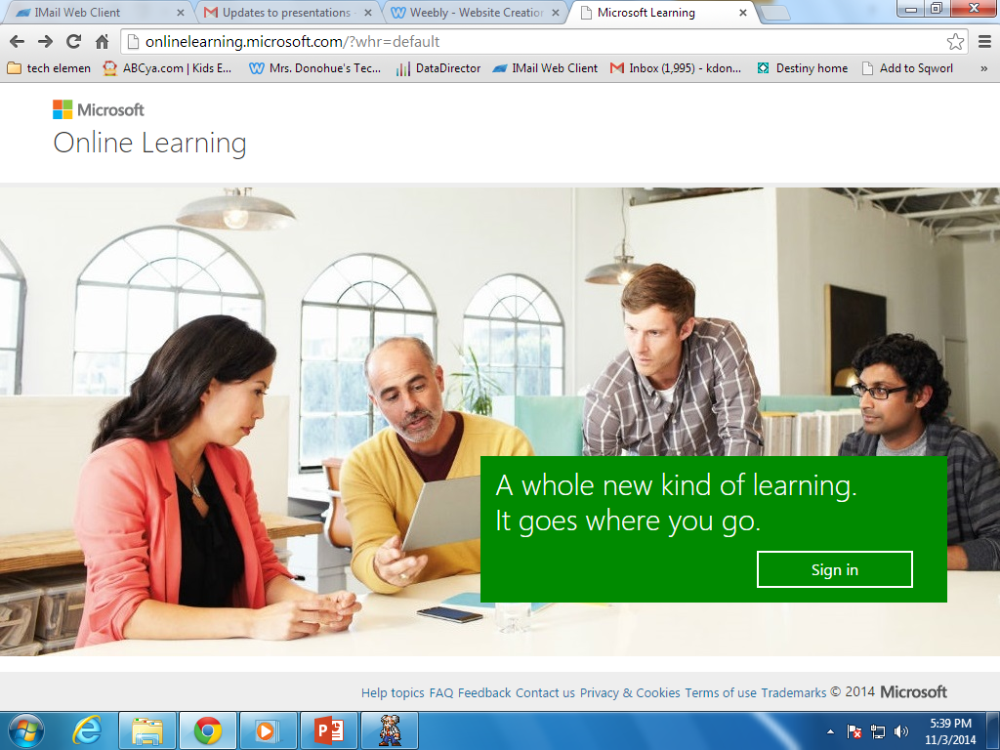 IMail Web Client
Updates to presentations
Weebly - Website Creation
Microsoft Learning
onlinelearning.microsoft.com/?whr=default
tech elemen
ABCya.com | Kids E...
Mrs. Donohue's Tec...
DataDirector
IMail Web Client
Inbox (1,995) - kdon...
Destiny home
Add to Sqworl
»
Microsoft
Online Learning
A whole new kind of learning.
It goes where you go.
Sign in
Help topics FAQ Feedback Contact us Privacy & Cookies Terms of use Trademarks © 2014 Microsoft
5:39 PM
11/3/2014